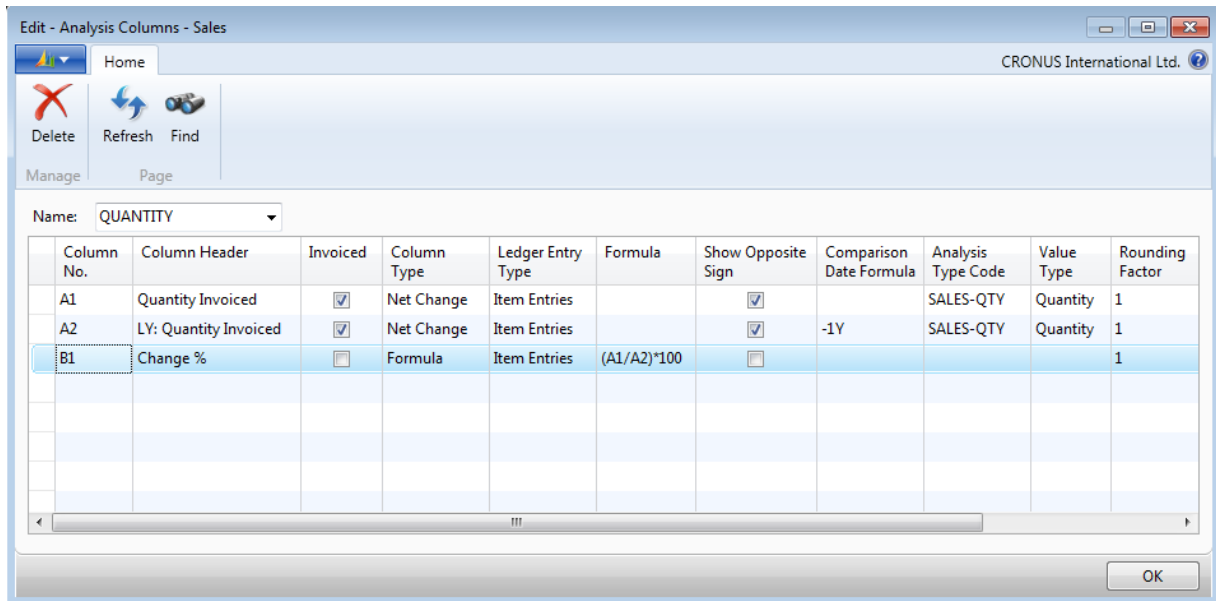 Edit - Analysis Columns - Sales
Home
CRONUS International Ltd.
Delete
Refresh Find
Manage Page
Name: QUANTITY
Column No. Column Header Invoiced Column Type Ledger Entry Type Formula Show Opposite Sign Comparison Date Formula Analysis Type Code Value Type Rounding Factor
A1 Quantity Invoiced Net Change Item Entries SALES-QTY Quantity 1
A2 LY: Quantity Invoiced Net Change Item Entries -1Y SALES-QTY Quantity 1
B1 Change % Formula Item Entries (A1/A2)*100 1
OK